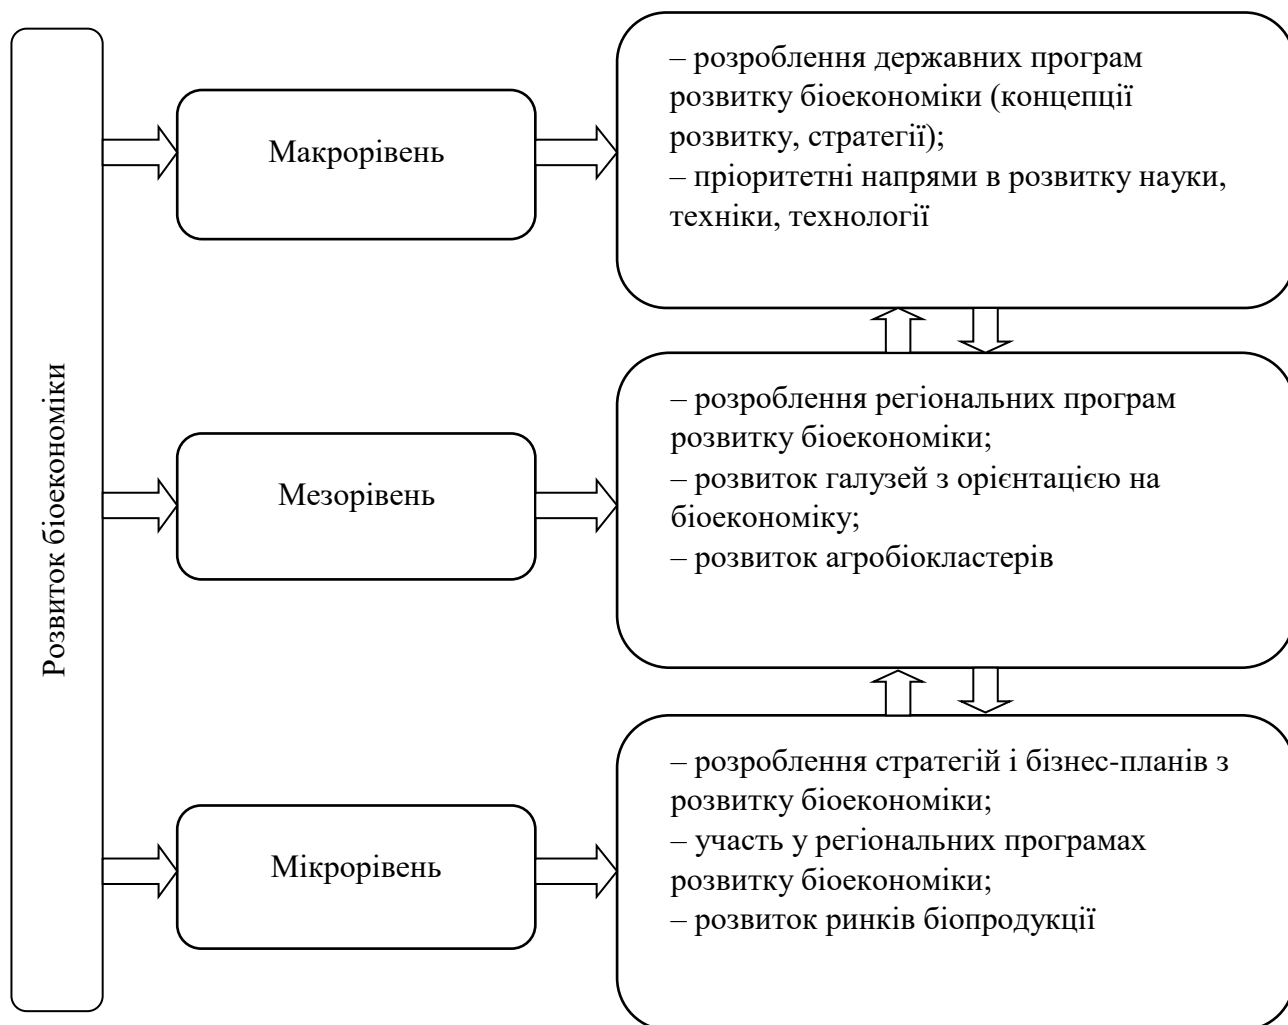 Розвиток біоекономіки
Макрорівень
– розроблення державних програм
розвитку біоекономіки (концепції
розвитку, стратегії);
– пріоритетні напрями в розвитку науки,
техніки, технології
Мезорівень
– розроблення регіональних програм
розвитку біоекономіки;
– розвиток галузей з орієнтацією на
біоекономіку;
– розвиток агробіокластерів
Мікрорівень
– розроблення стратегій і бізнес-планів з
розвитку біоекономіки;
– участь у регіональних програмах
розвитку біоекономіки;
– розвиток ринків біопродукції